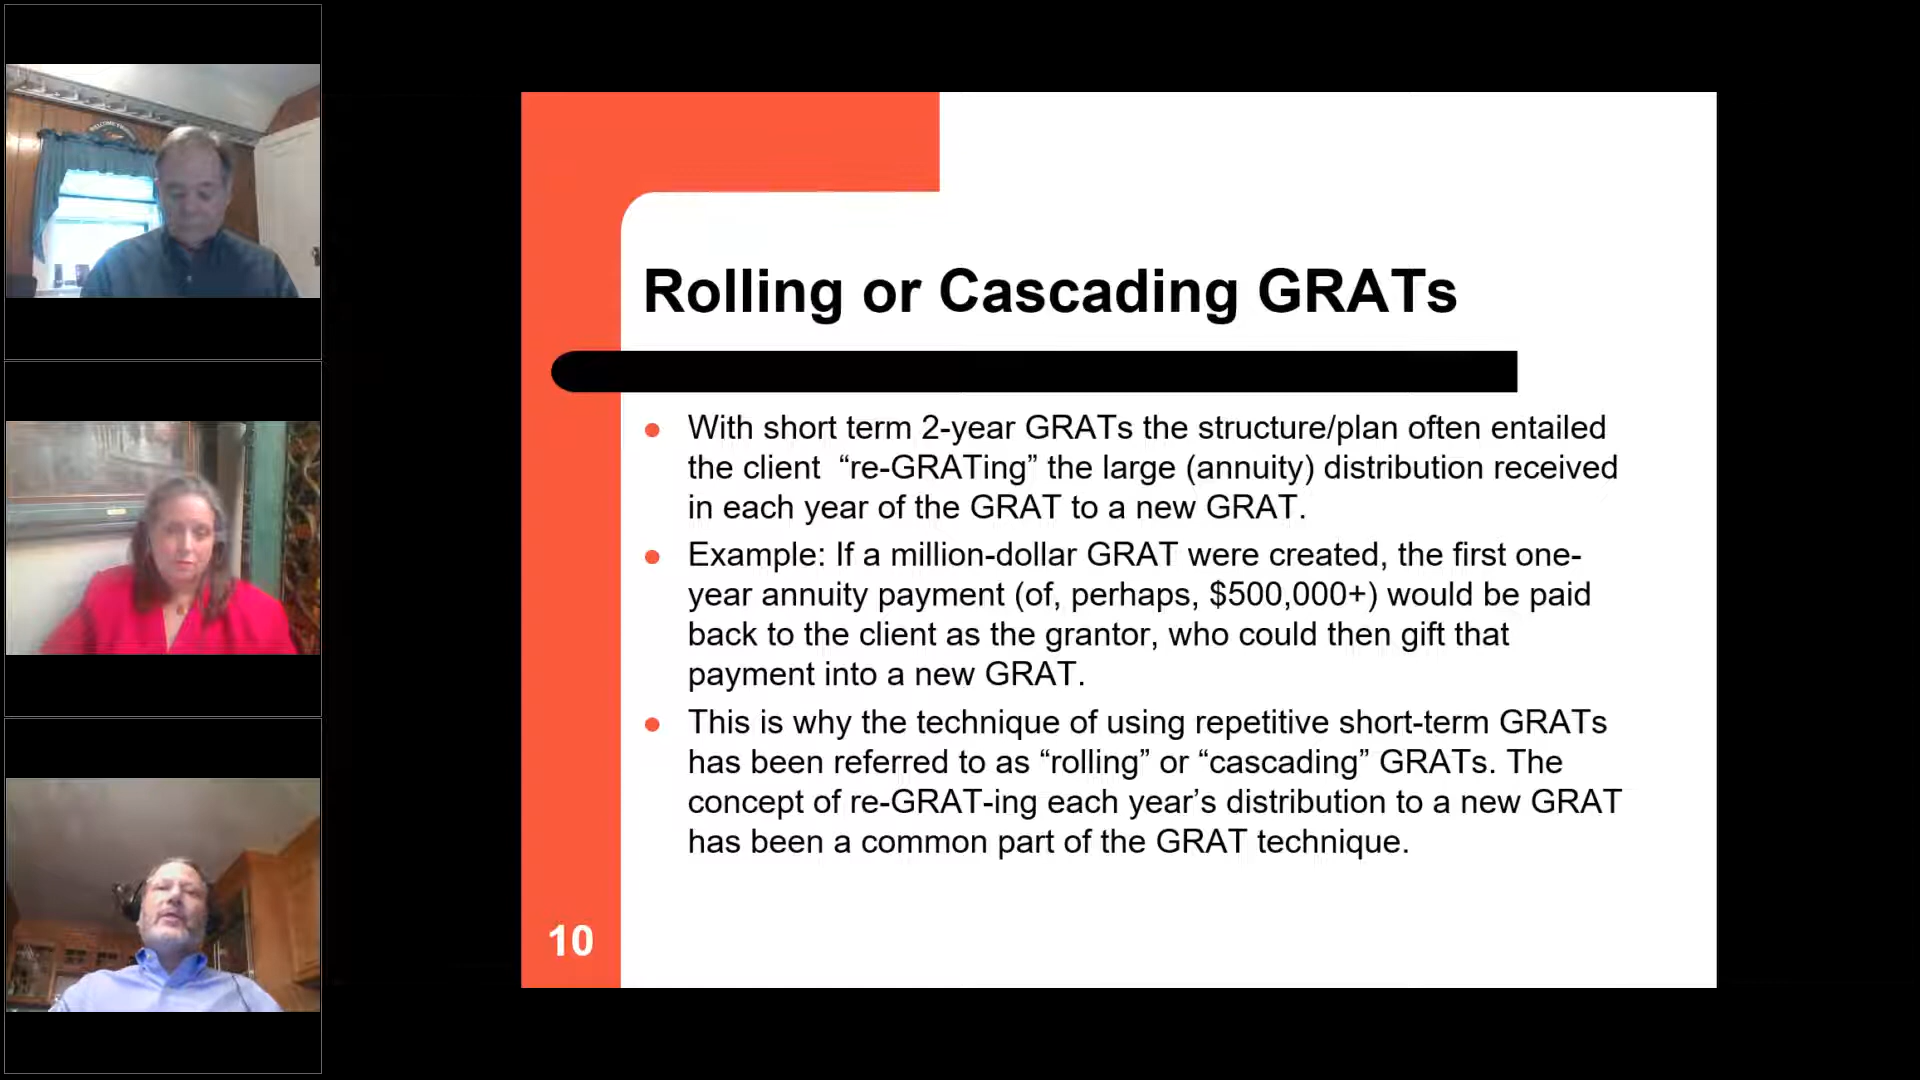 Rolling or Cascading GRATs
With short term 2-year GRATs the structure/plan often entailed
the client “re-GRATing” the large (annuity) distribution received
in each year of the GRAT to a new GRAT.
Example: If a million-dollar GRAT were created, the first one-
year annuity payment (of, perhaps, $500,000+) would be paid
back to the client as the grantor, who could then gift that
payment into a new GRAT.
This is why the technique of using repetitive short-term GRATs
has been referred to as “rolling” or “cascading” GRATs. The
concept of re-GRAT-ing each year’s distribution to a new GRAT
has been a common part of the GRAT technique.
10